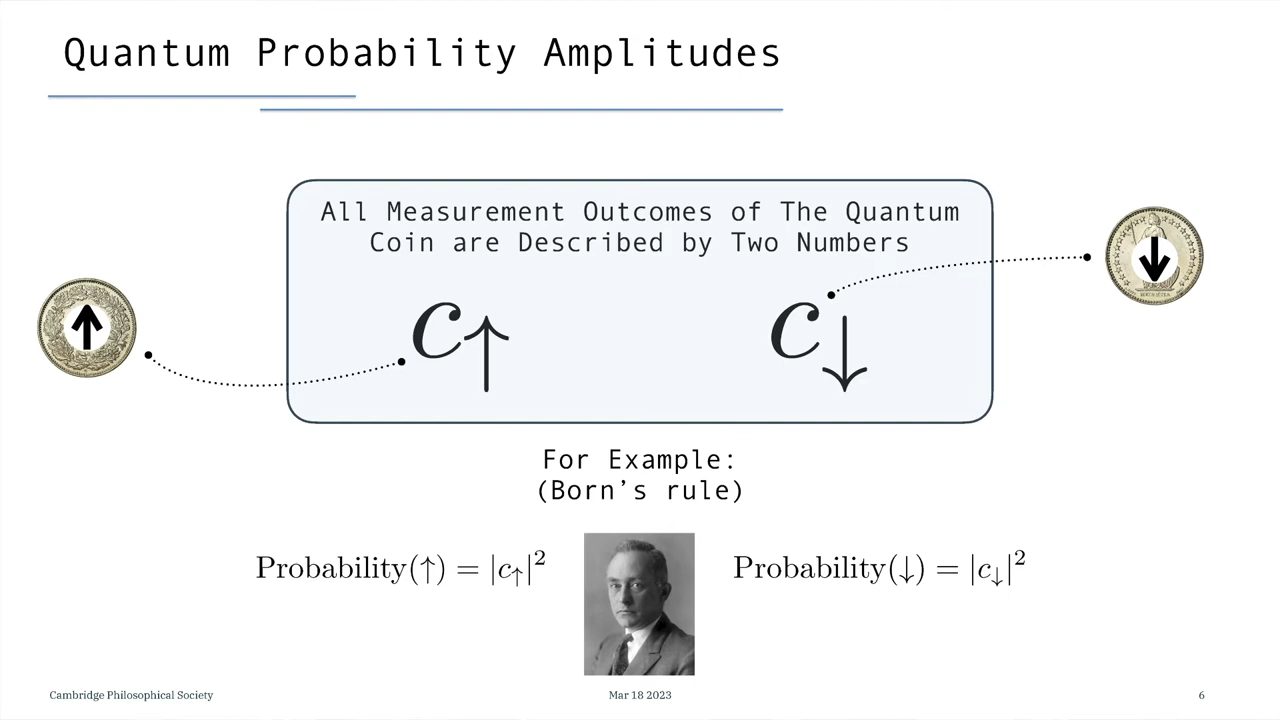 Quantum Probability Amplitudes
All Measurement Outcomes of The Quantum
Coin are Described by Two Numbers
c↑
c↓
For Example:
(Born’s rule)
Probability(↑) = |c↑|²
Probability(↓) = |c↓|²
Cambridge Philosophical Society
Mar 18 2023
6